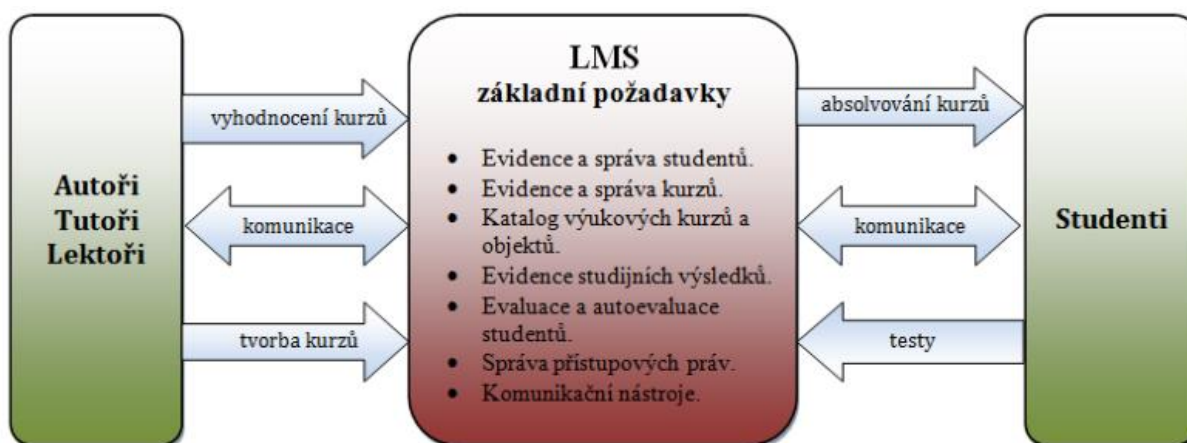 Autoři
Tutoři
Lektoři
vyhodnocení kurzů
komunikace
tvorba kurzů
LMS
základní požadavky
• Evidence a správa studentů.
• Evidence a správa kurzů.
• Katalog výukových kurzů a
objektů.
• Evidence studijních výsledků.
• Evaluace a autoevaluace
studentů.
• Správa přístupových práv.
• Komunikační nástroje.
absolvování kurzů
komunikace
testy
Studenti